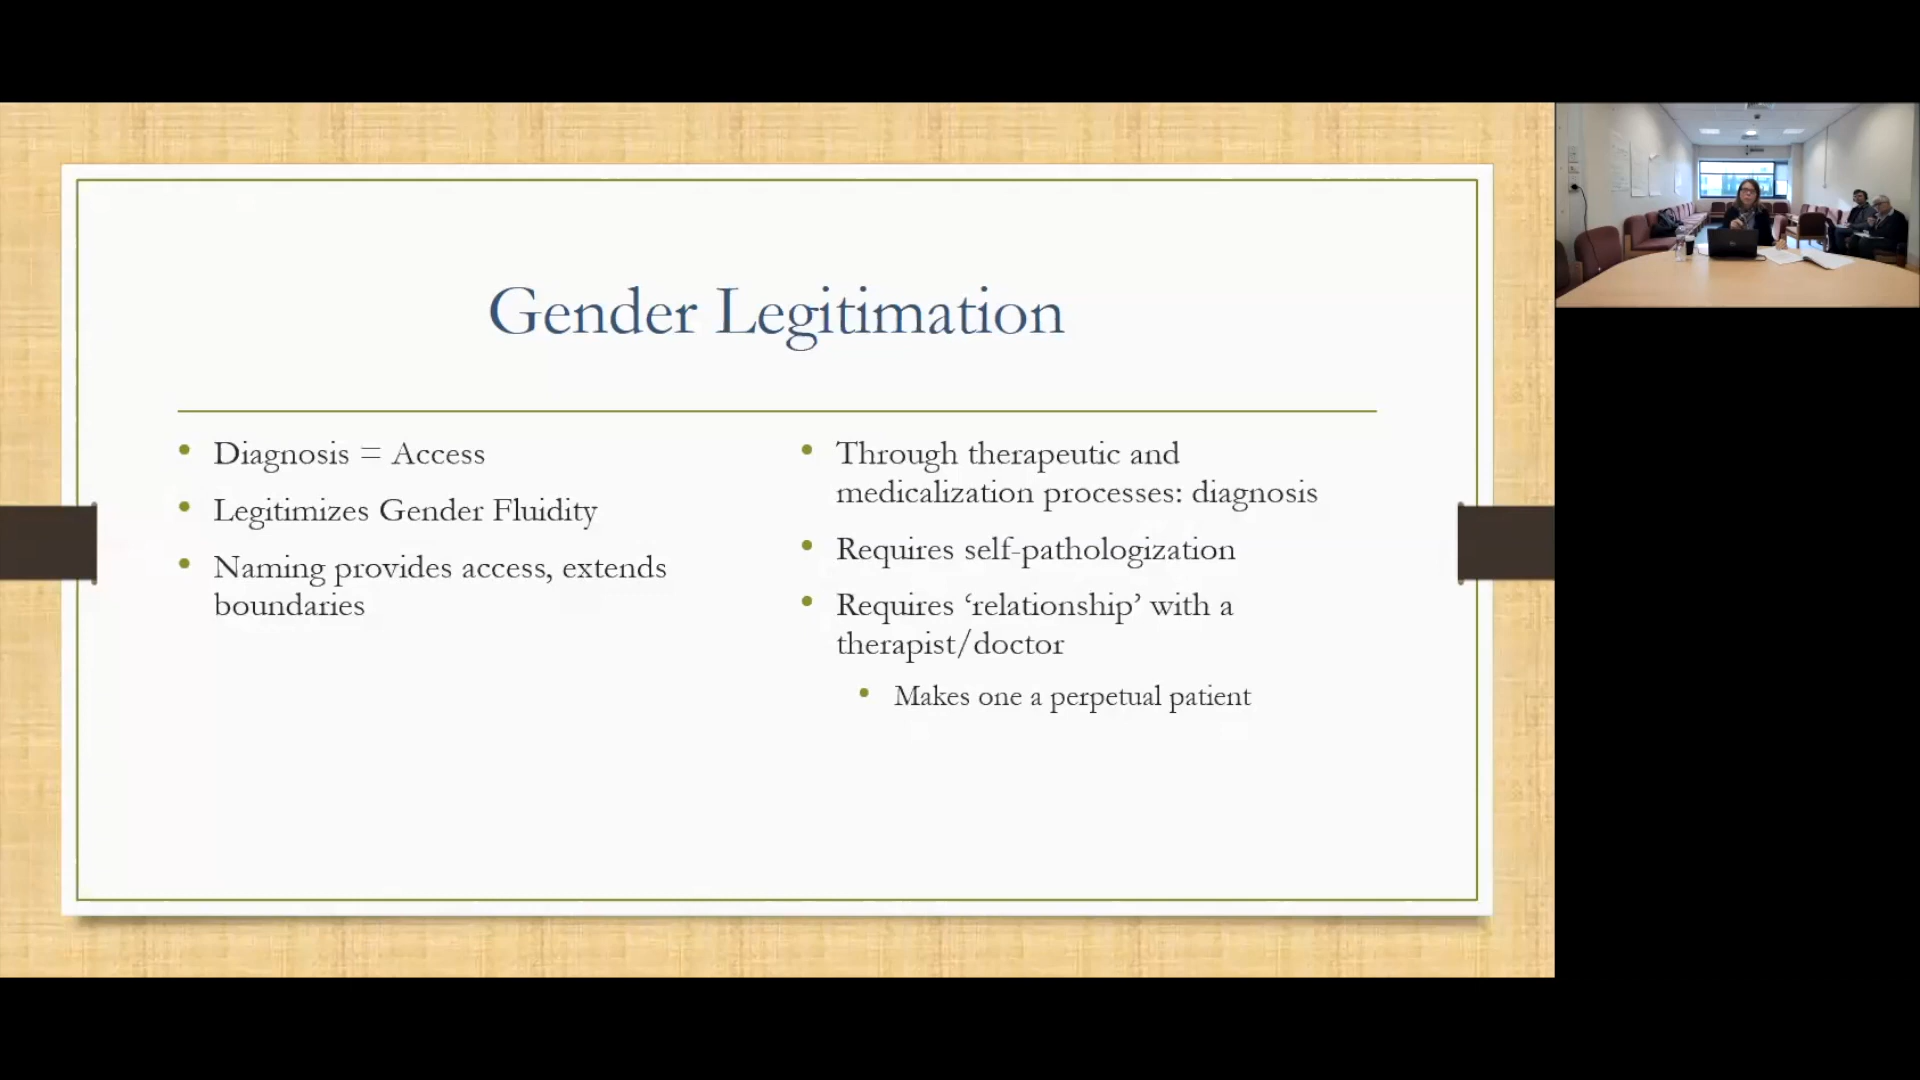 Gender Legitimation
• Diagnosis = Access
• Legitimizes Gender Fluidity
• Naming provides access, extends
boundaries
• Through therapeutic and
medicalization processes: diagnosis
• Requires self-pathologization
• Requires ‘relationship’ with a
therapist/doctor
• Makes one a perpetual patient